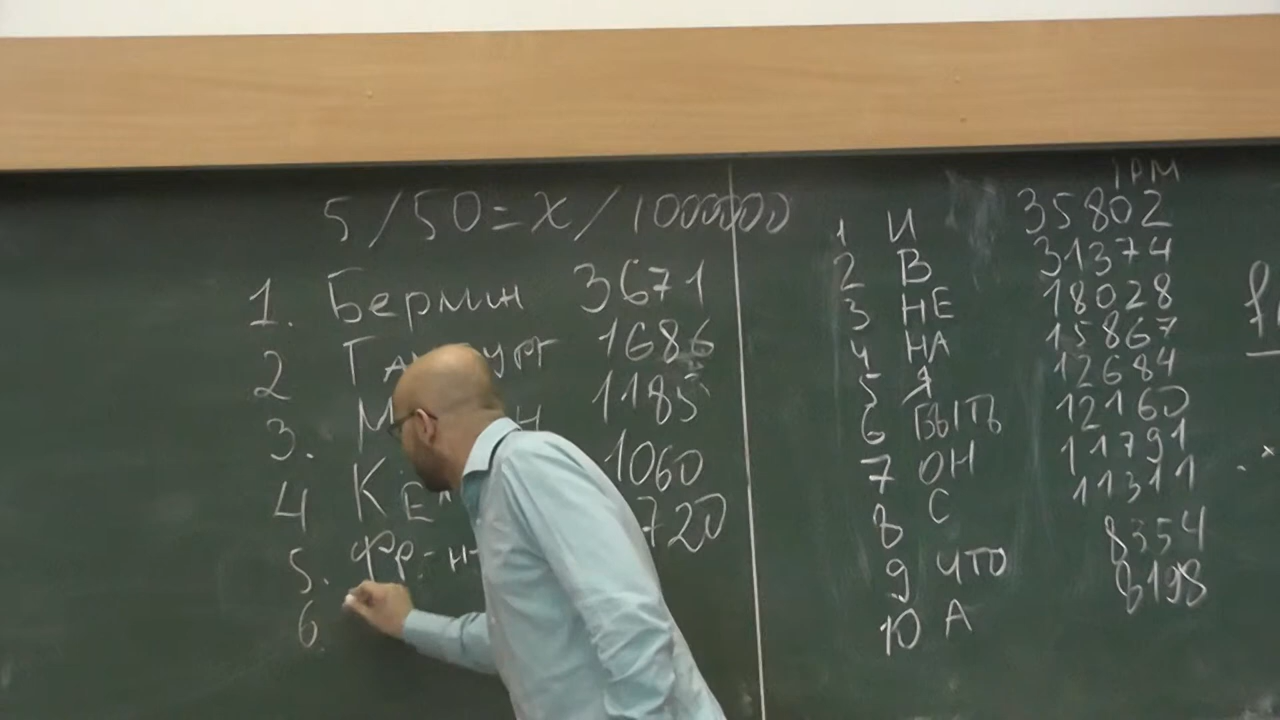 5/50=x/1000000
1. Берлин 3671
2 1686
3. 1185
4 1060
5. 720
6.
IPM
1 И 35802
2 В 31374
3 НЕ 18028
4 НА 15867
5 Я 12684
6 БЫТЬ 12160
7 ОН 11791
8 С 11311
9 ЧТО 8354
10 А 8198